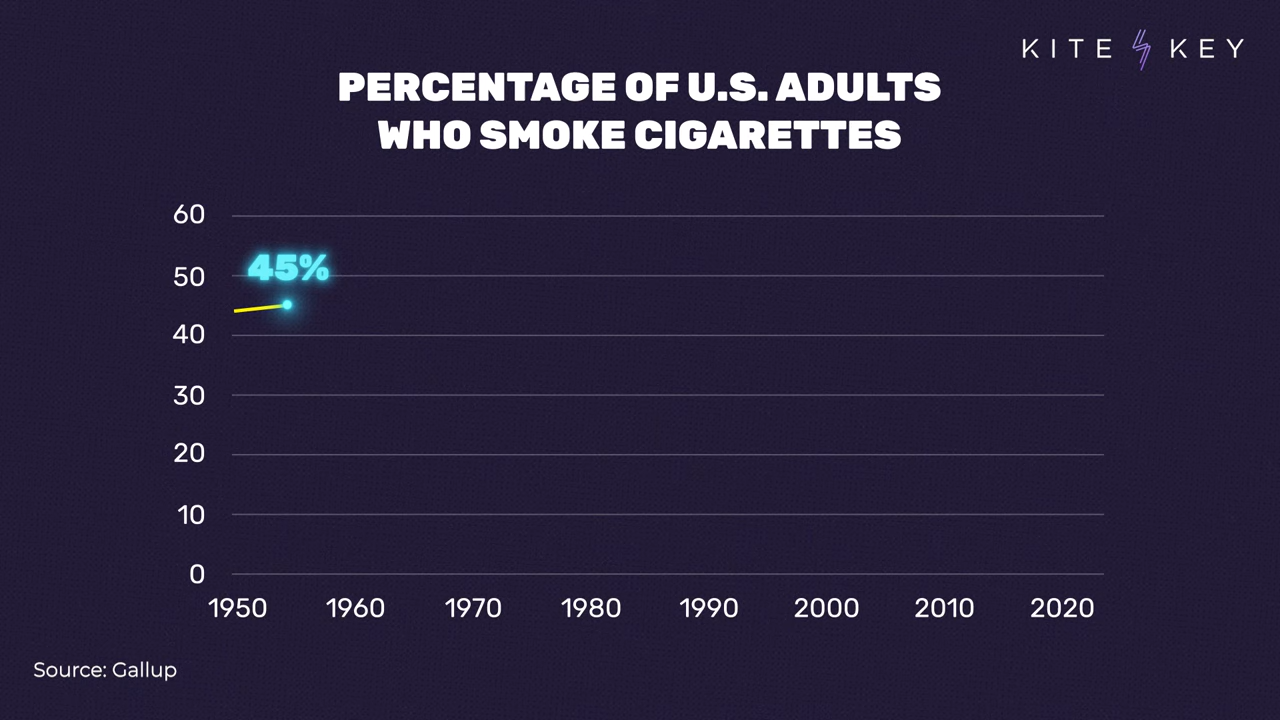 KITE KEY
PERCENTAGE OF U.S. ADULTS
WHO SMOKE CIGARETTES
60
50
45%
40
30
20
10
0
1950 1960 1970 1980 1990 2000 2010 2020
Source: Gallup